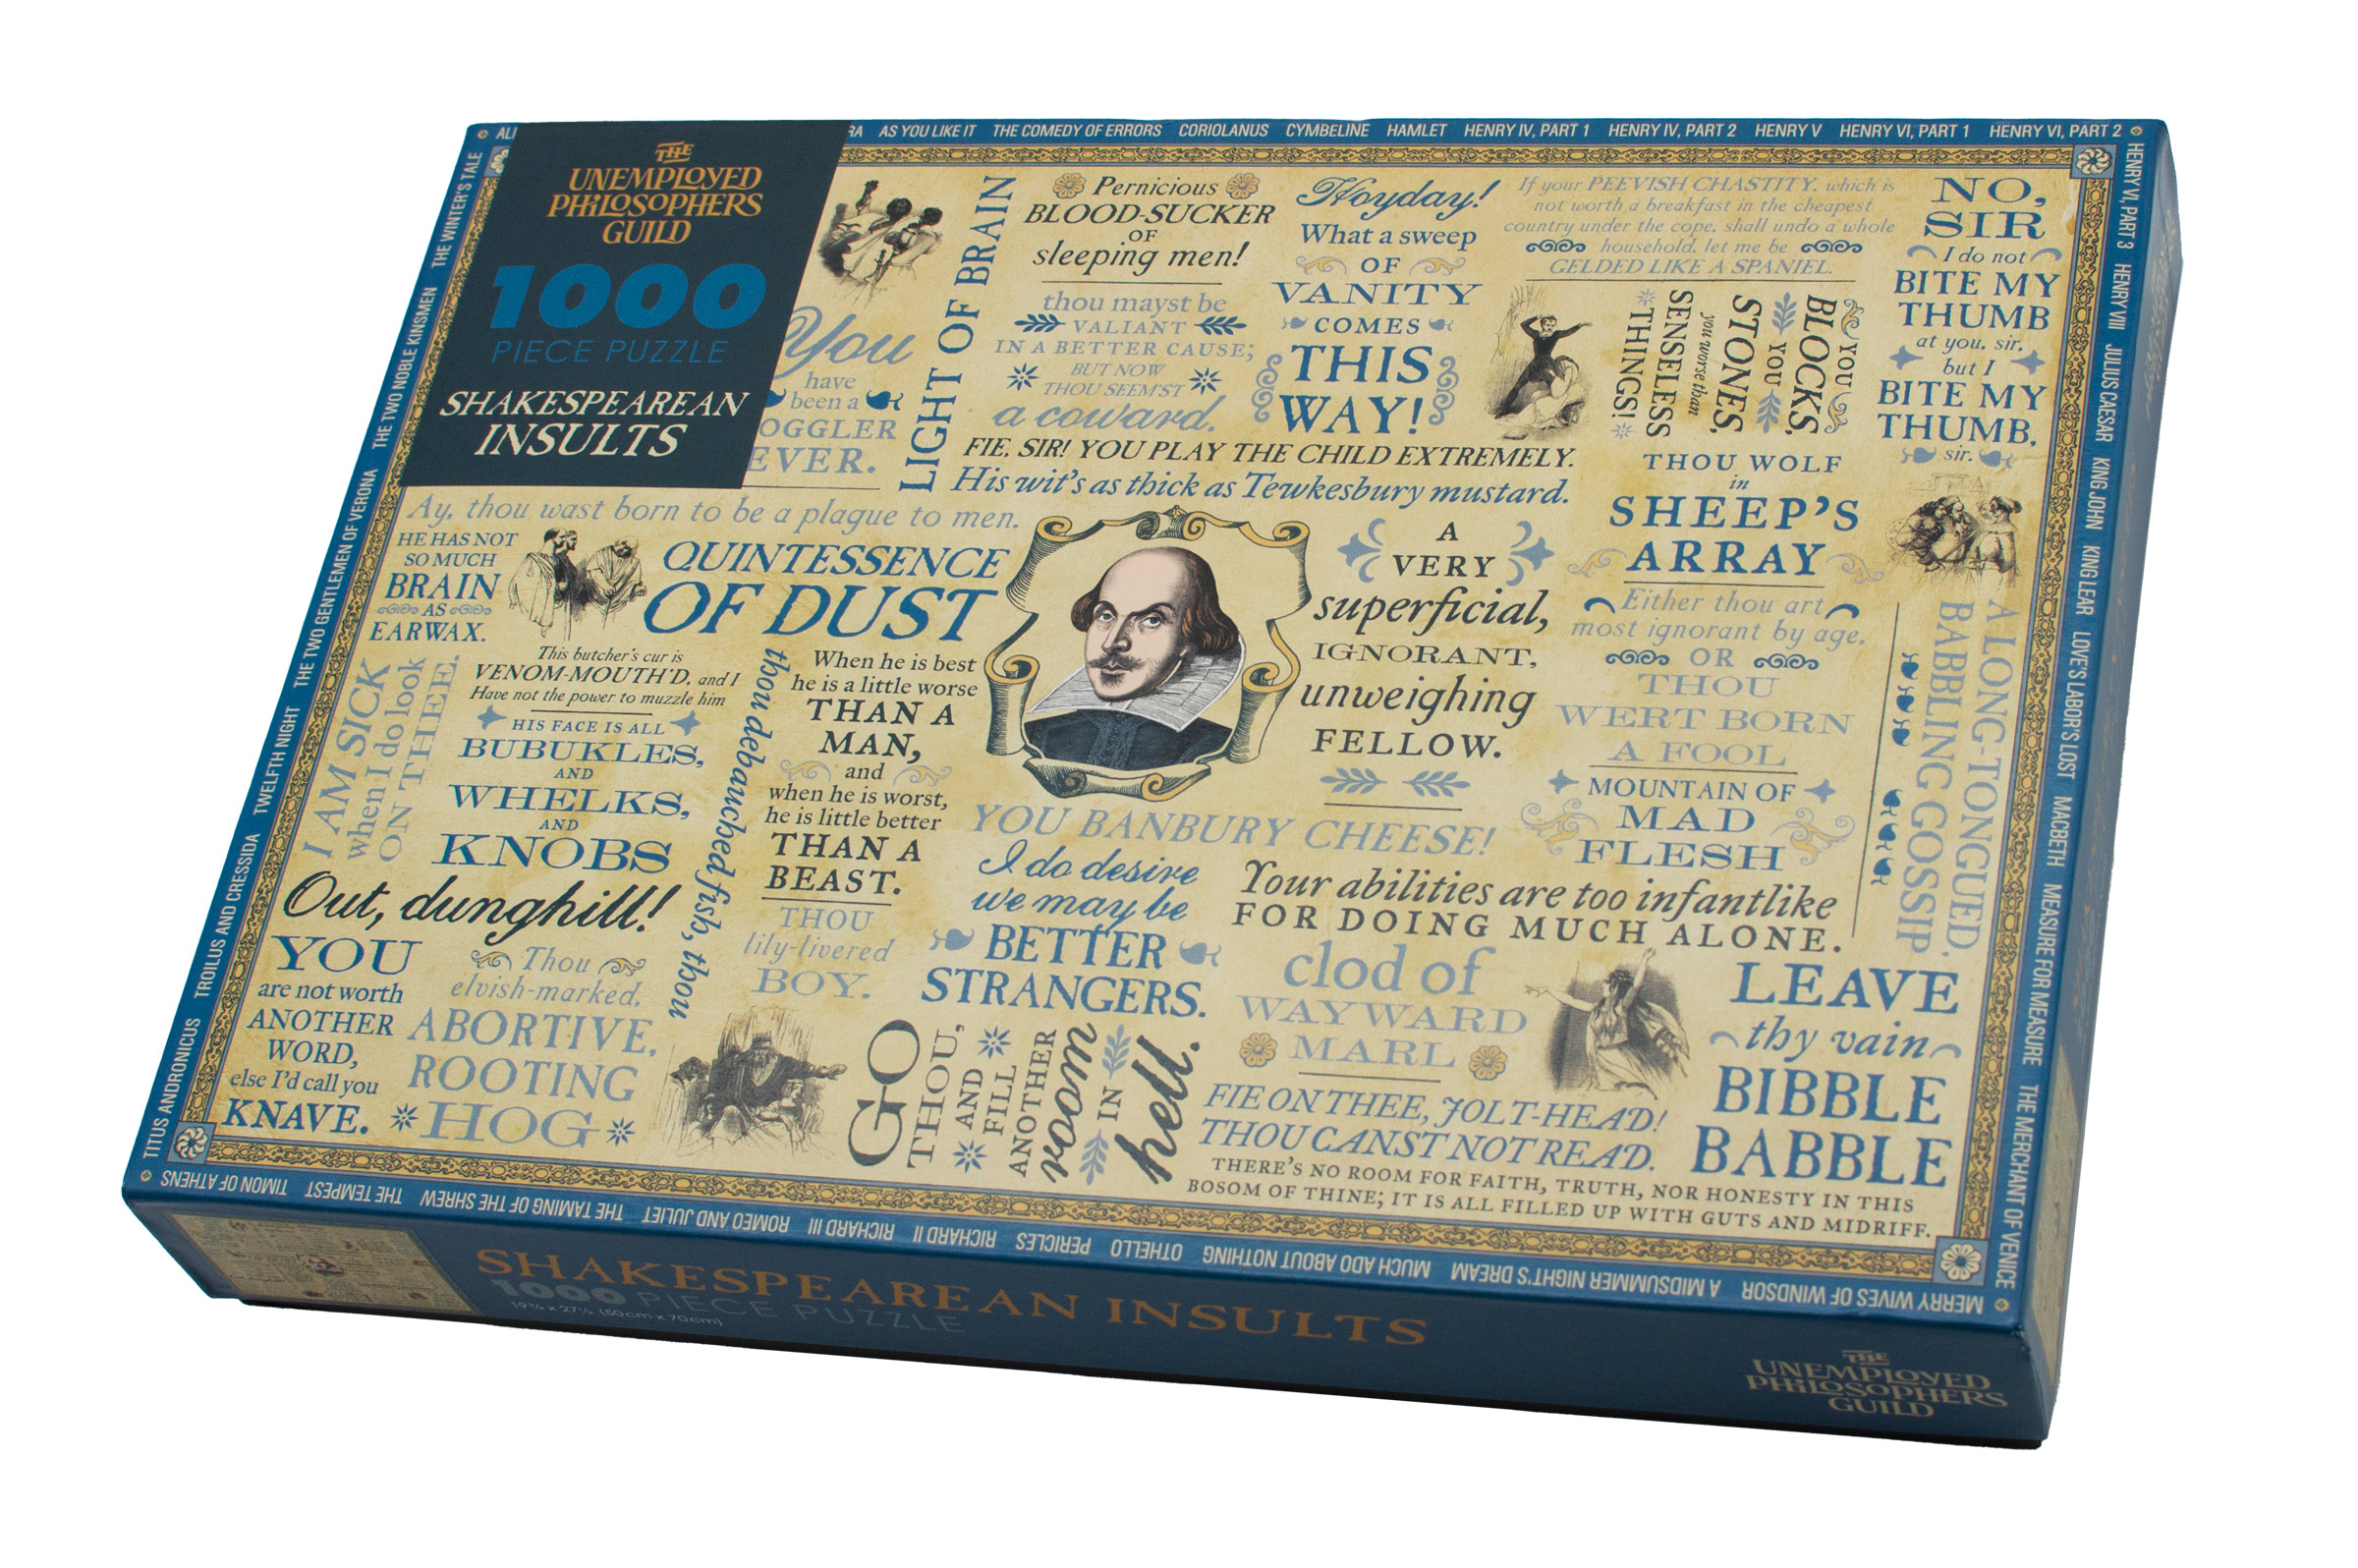 THE
UNEMPLOYED
PHILOSOPHERS
GUILD
1000
PIECE PUZZLE
SHAKESPEAREAN
INSULTS
AS YOU LIKE IT THE COMEDY OF ERRORS CORIOLANUS CYMBELINE HAMLET HENRY IV, PART 1 HENRY IV, PART 2 HENRY V HENRY VI, PART 1 HENRY VI, PART 2
HENRY VI, PART 3 HENRY VIII JULIUS CAESAR KING JOHN KING LEAR LOVE'S LABOR'S LOST MACBETH MEASURE FOR MEASURE THE MERCHANT OF VENICE
MERRY WIVES OF WINDSOR A MIDSUMMER NIGHT'S DREAM MUCH ADO ABOUT NOTHING OTHELLO PERICLES RICHARD II RICHARD III ROMEO AND JULIET THE TAMING OF THE SHREW THE TEMPEST TIMON OF ATHENS
TITUS ANDRONICUS TROILUS AND CRESSIDA TWELFTH NIGHT THE TWO GENTLEMEN OF VERONA THE TWO NOBLE KINSMEN THE WINTER'S TALE
You
have
been a
OGGLER
EVER.
LIGHT OF BRAIN
Pernicious
BLOOD-SUCKER
OF
sleeping men!
thou mayst be
VALIANT
IN A BETTER CAUSE;
BUT NOW
THOU SEEM'ST
a coward.
Hoyday!
What a sweep
OF
VANITY
COMES
THIS
WAY!
If your PEEVISH CHASTITY, which is
not worth a breakfast in the cheapest
country under the cope, shall undo a whole
household, let me be
GELDED LIKE A SPANIEL.
YOU
BLOCKS,
YOU
STONES,
you worse than
SENSELESS
THINGS!
NO,
SIR
I do not
BITE MY
THUMB
at you, sir,
but I
BITE MY
THUMB,
sir.
FIE, SIR! YOU PLAY THE CHILD EXTREMELY.
His wit's as thick as Tewkesbury mustard.
THOU WOLF
in
SHEEP'S
ARRAY
Ay, thou wast born to be a plague to men.
HE HAS NOT
SO MUCH
BRAIN
AS
EARWAX.
QUINTESSENCE
OF DUST
A
VERY
superficial,
IGNORANT,
unweighing
FELLOW.
Either thou art
most ignorant by age,
OR
THOU
WERT BORN
A FOOL
A LONG-TONGUED
BABBLING GOSSIP.
I AM SICK
when I do look
ON THEE.
This butcher's cur is
VENOM-MOUTH'D, and I
Have not the power to muzzle him
HIS FACE IS ALL
BUBUKLES,
AND
WHELKS,
AND
KNOBS
thou debauched fish, thou
When he is best
he is a little worse
THAN A
MAN,
and
when he is worst,
he is little better
THAN A
BEAST.
YOU BANBURY CHEESE!
MOUNTAIN OF
MAD
FLESH
Out, dunghill!
I do desire
we may be
BETTER
STRANGERS.
Your abilities are too infantlike
FOR DOING MUCH ALONE.
YOU
are not worth
ANOTHER
WORD,
else I'd call you
KNAVE.
Thou
elvish-marked,
ABORTIVE,
ROOTING
HOG
THOU
lily-livered
BOY.
GO
THOU,
AND
FILL
ANOTHER
room
IN
hell.
clod of
WAYWARD
MARL
FIE ON THEE, JOLT-HEAD!
THOU CANST NOT READ.
LEAVE
thy vain
BIBBLE
BABBLE
THERE'S NO ROOM FOR FAITH, TRUTH, NOR HONESTY IN THIS
BOSOM OF THINE; IT IS ALL FILLED UP WITH GUTS AND MIDRIFF.
SHAKESPEAREAN INSULTS
1000 PIECE PUZZLE
(50cm x 70cm)
THE
UNEMPLOYED
PHILOSOPHERS
GUILD